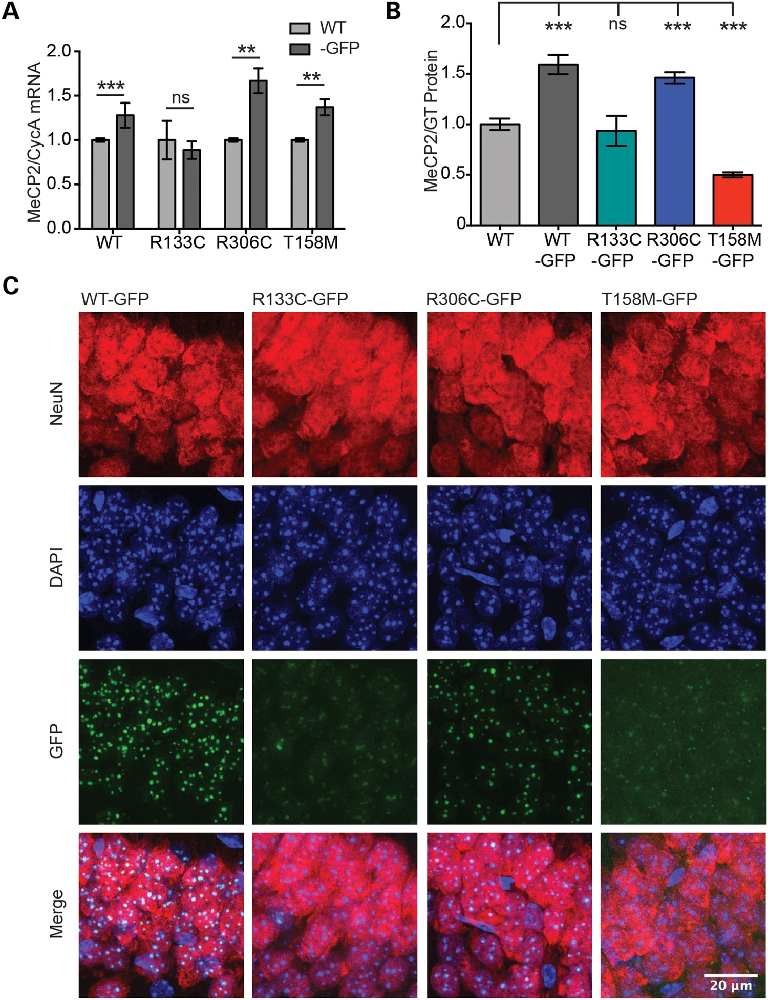 A
WT
-GFP
MeCP2/CycA mRNA
2.0
1.5
1.0
0.5
0.0
***
ns
**
**
WT
R133C
R306C
T158M
B
MeCP2/GT Protein
2.0
1.5
1.0
0.5
0
***
ns
***
***
WT
WT
-GFP
R133C
-GFP
R306C
-GFP
T158M
-GFP
C
WT-GFP
R133C-GFP
R306C-GFP
T158M-GFP
NeuN
DAPI
GFP
Merge
20 µm